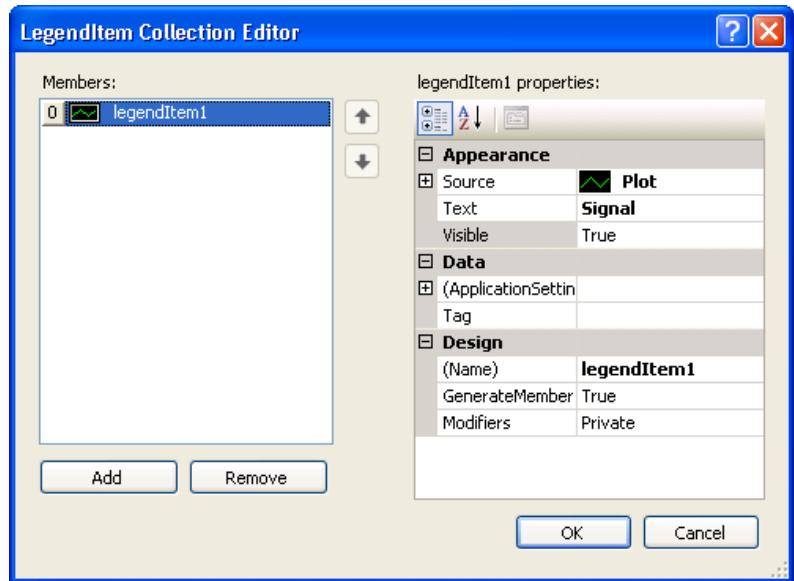 LegendItem Collection Editor
Members:
0 legendItem1
Add Remove
legendItem1 properties:
Appearance
Source Plot
Text Signal
Visible True
Data
(ApplicationSettin
Tag
Design
(Name) legendItem1
GenerateMember True
Modifiers Private
OK Cancel